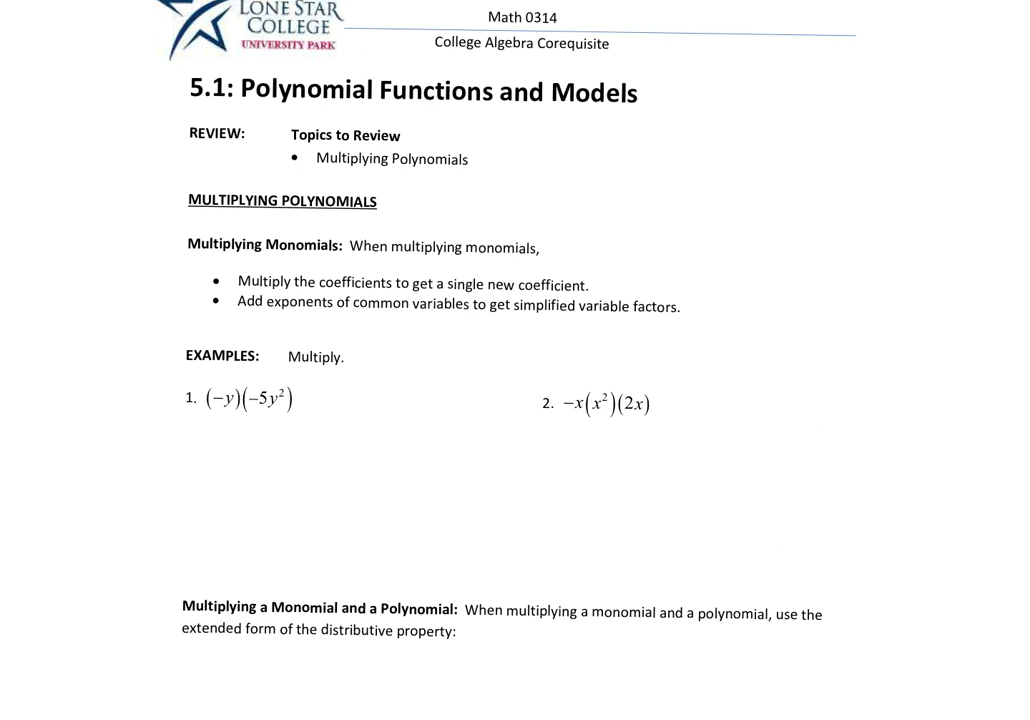 LONE STAR
COLLEGE
UNIVERSITY PARK
Math 0314
College Algebra Corequisite
5.1: Polynomial Functions and Models
REVIEW: Topics to Review
• Multiplying Polynomials
MULTIPLYING POLYNOMIALS
Multiplying Monomials: When multiplying monomials,
• Multiply the coefficients to get a single new coefficient.
• Add exponents of common variables to get simplified variable factors.
EXAMPLES: Multiply.
1. (−y)(−5y²) 2. −x(x²)(2x)
Multiplying a Monomial and a Polynomial: When multiplying a monomial and a polynomial, use the
extended form of the distributive property: